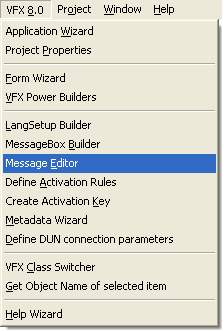 VFX 8.0 Project Window Help
Application Wizard
Project Properties
Form Wizard
VFX Power Builders
LangSetup Builder
MessageBox Builder
Message Editor
Define Activation Rules
Create Activation Key
Metadata Wizard
Define DUN connection parameters
VFX Class Switcher
Get Object Name of selected item
Help Wizard